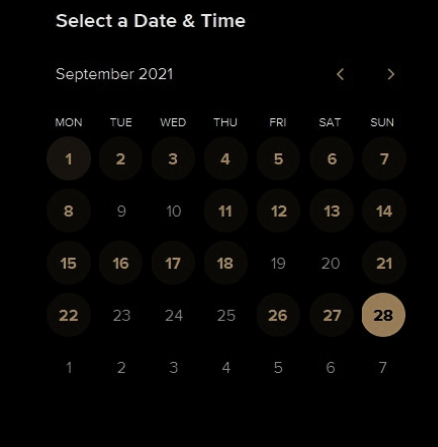 Select a Date & Time
September 2021
MON TUE WED THU FRI SAT SUN
1 2 3 4 5 6 7
8 9 10 11 12 13 14
15 16 17 18 19 20 21
22 23 24 25 26 27 28
1 2 3 4 5 6 7